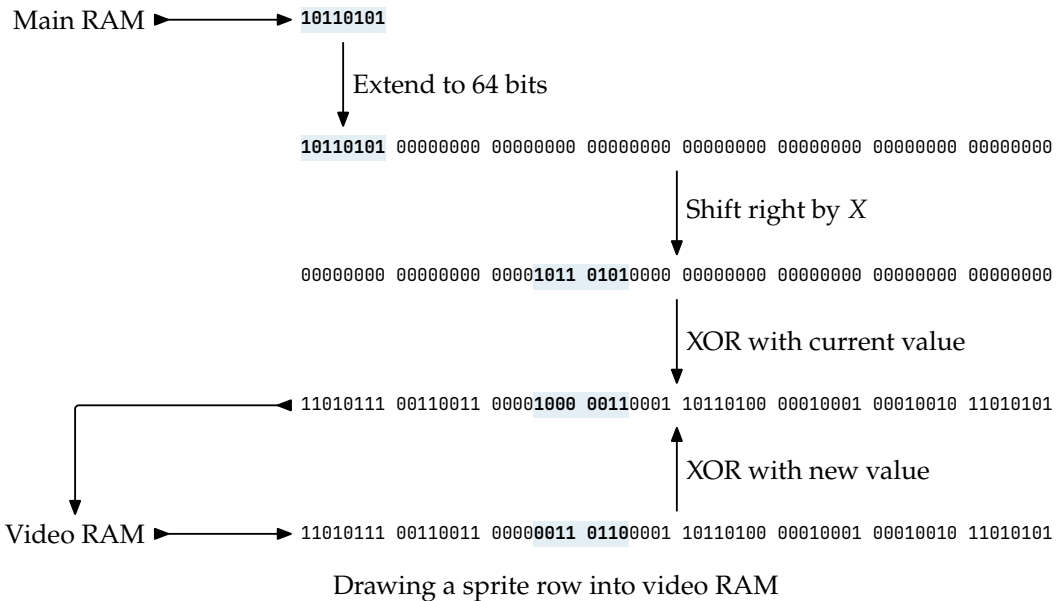 Main RAM 10110101
Extend to 64 bits
10110101 00000000 00000000 00000000 00000000 00000000 00000000 00000000
Shift right by X
00000000 00000000 00001011 01010000 00000000 00000000 00000000 00000000
XOR with current value
11010111 00110011 00001000 00110001 10110100 00010001 00010010 11010101
XOR with new value
Video RAM 11010111 00110011 00000011 01100001 10110100 00010001 00010010 11010101
Drawing a sprite row into video RAM